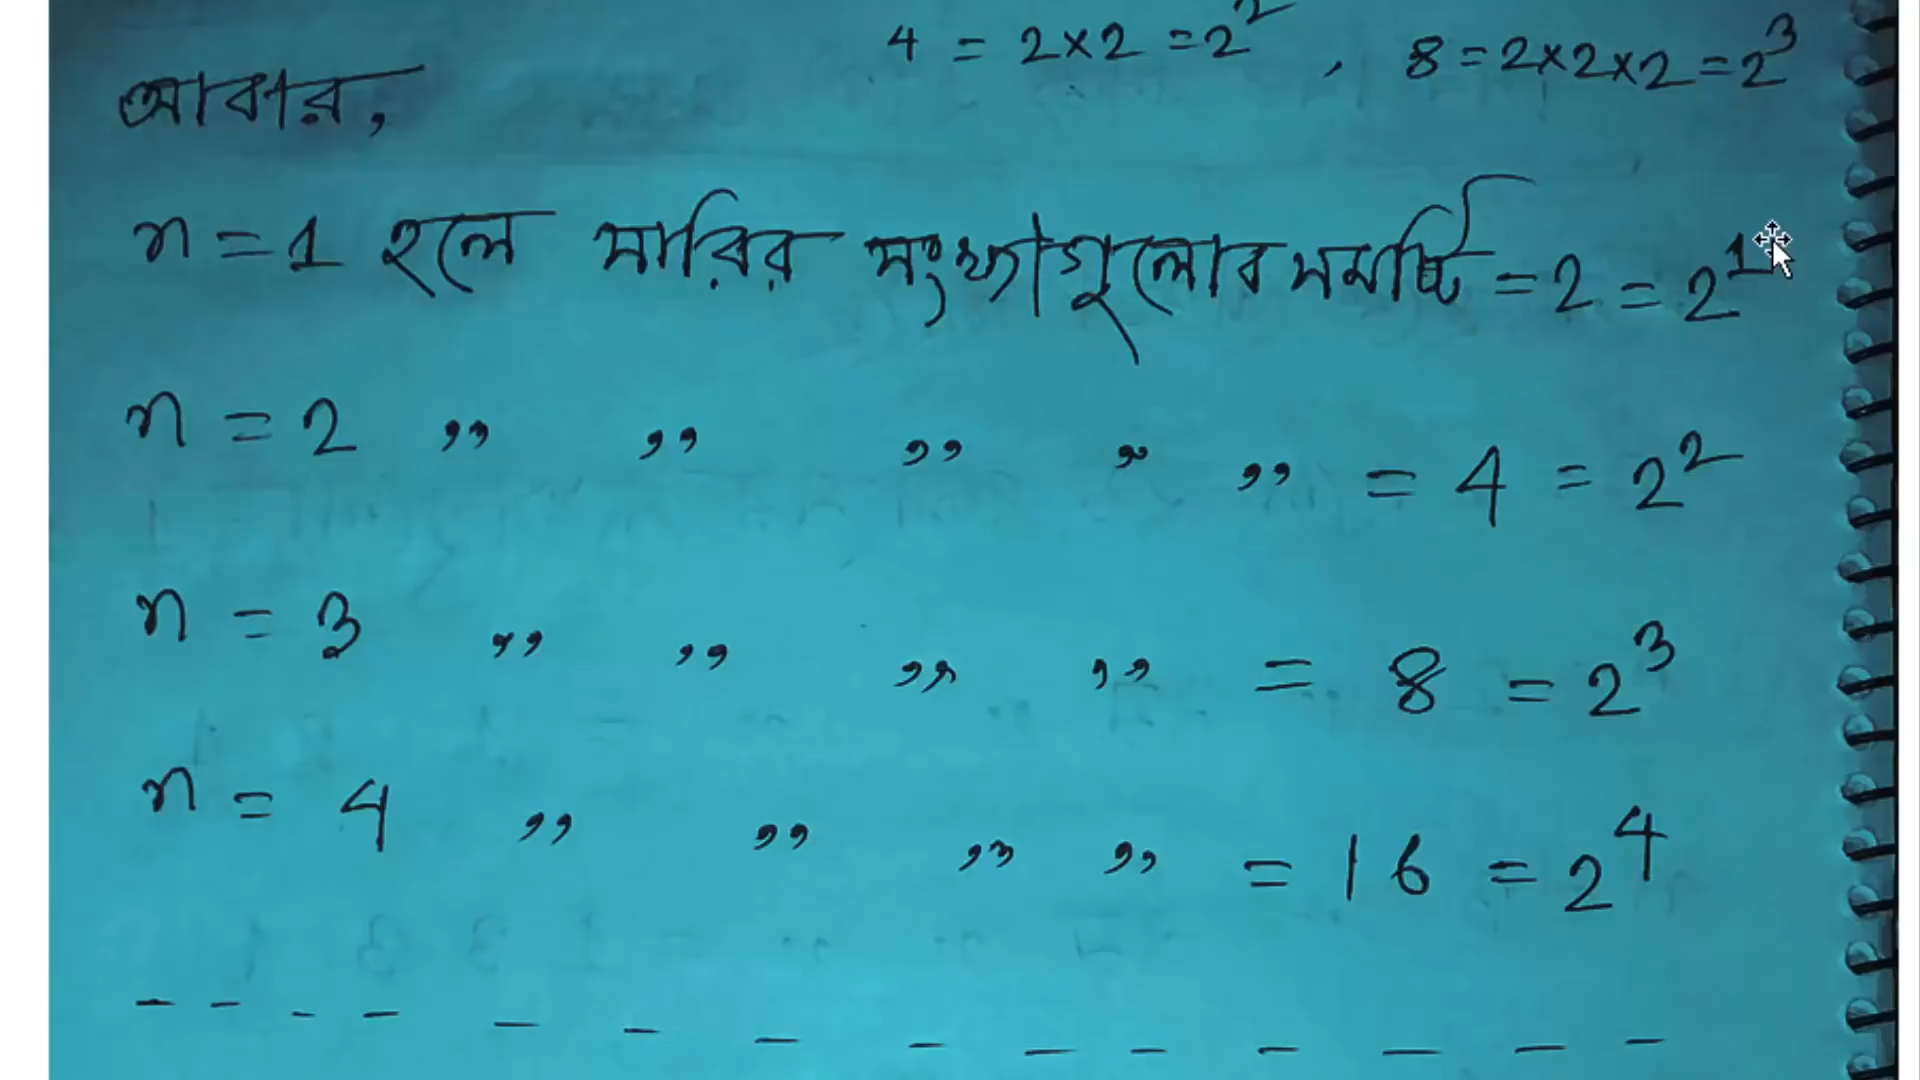 4 = 2×2 = 2², 8 = 2×2×2 = 2³
আবার,
n = 1 হলে সারির সংখ্যাগুলোর সমষ্টি = 2 = 2¹
n = 2 ,, ,, ,, ,, ,, = 4 = 2²
n = 3 ,, ,, ,, ,, = 8 = 2³
n = 4 ,, ,, ,, ,, = 16 = 2⁴
- - - - - - - - - - - - - -